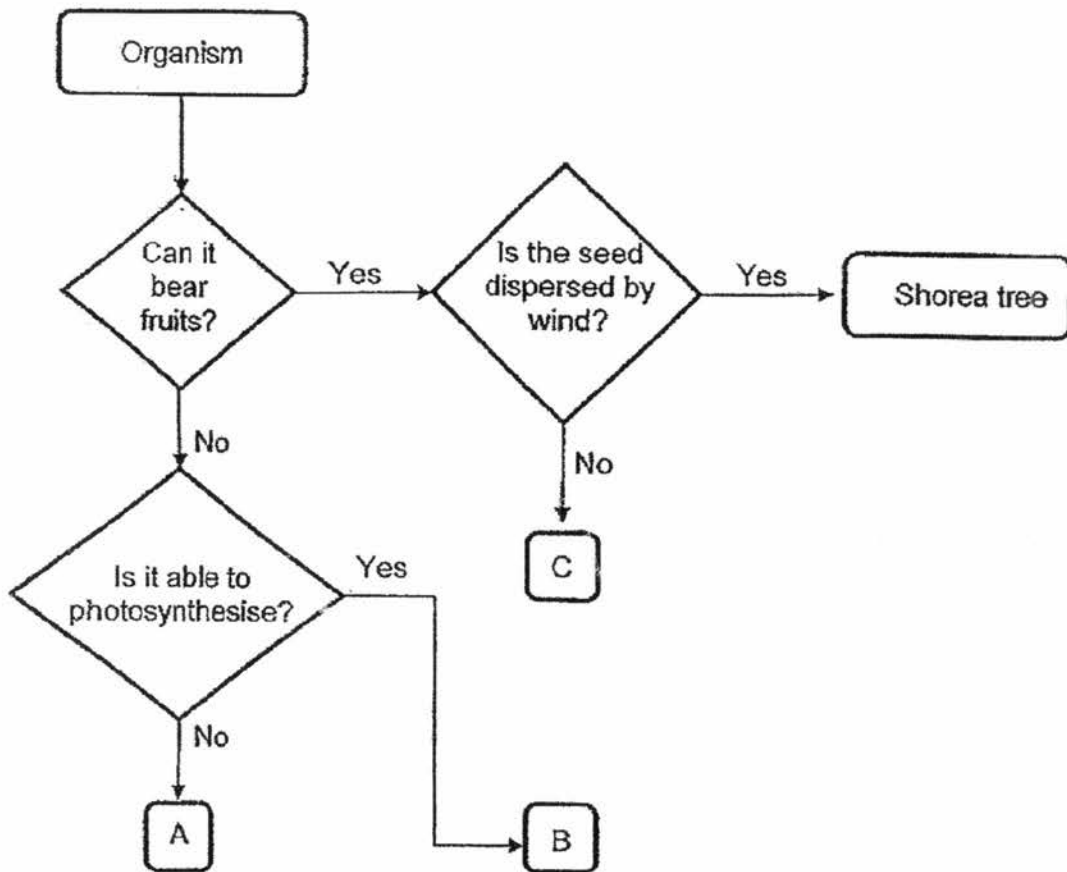 Organism
Can it
bear
fruits?
Yes
Is the seed
dispersed by
wind?
Yes
Shorea tree
No
No
C
Is it able to
photosynthesise?
Yes
No
A
B